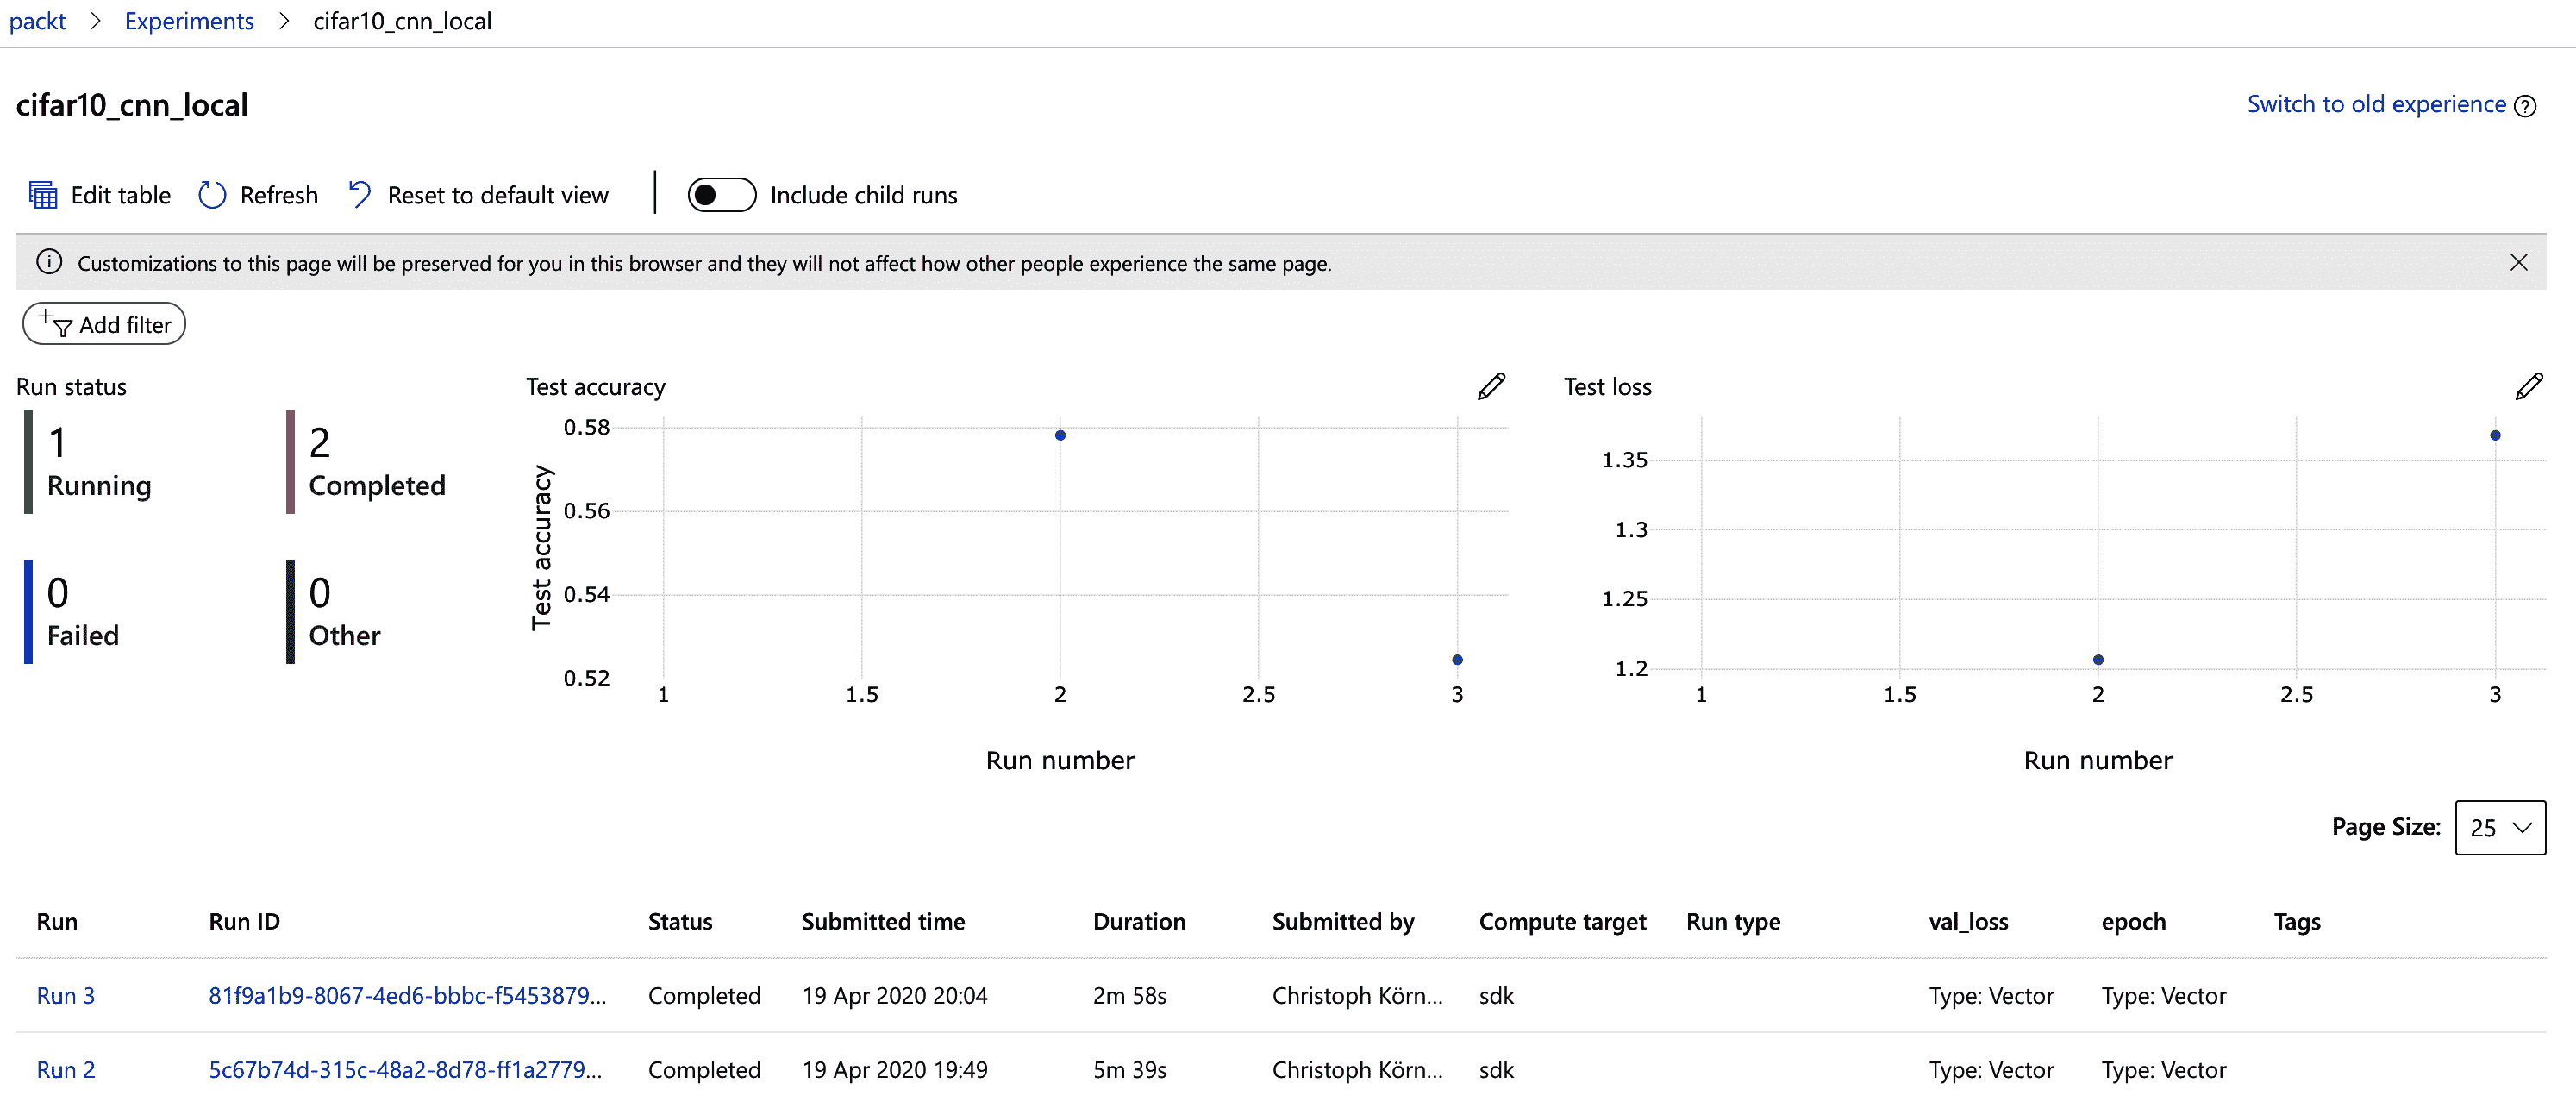 packt > Experiments > cifar10_cnn_local
cifar10_cnn_local
Switch to old experience
Edit table Refresh Reset to default view Include child runs
Customizations to this page will be preserved for you in this browser and they will not affect how other people experience the same page.
Add filter
Run status
1
Running
2
Completed
0
Failed
0
Other
Test accuracy
Test accuracy
0.58
0.56
0.54
0.52
1 1.5 2 2.5 3
Run number
Test loss
1.35
1.3
1.25
1.2
1 1.5 2 2.5 3
Run number
Page Size: 25
Run Run ID Status Submitted time Duration Submitted by Compute target Run type val_loss epoch Tags
Run 3 81f9a1b9-8067-4ed6-bbbc-f5453879... Completed 19 Apr 2020 20:04 2m 58s Christoph Körn... sdk Type: Vector Type: Vector
Run 2 5c67b74d-315c-48a2-8d78-ff1a2779... Completed 19 Apr 2020 19:49 5m 39s Christoph Körn... sdk Type: Vector Type: Vector